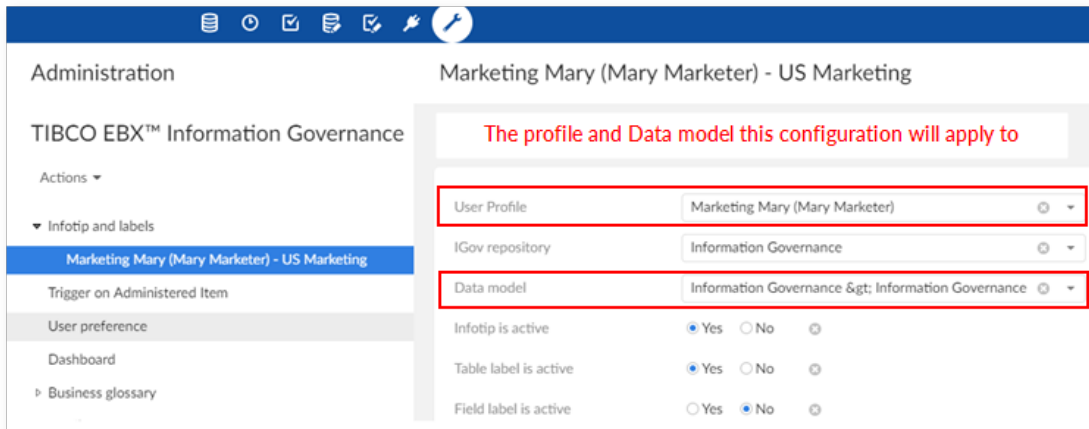 Administration
Marketing Mary (Mary Marketer) - US Marketing
TIBCO EBX™ Information Governance
The profile and Data model this configuration will apply to
Actions
Infotip and labels
Marketing Mary (Mary Marketer) - US Marketing
Trigger on Administered Item
User preference
Dashboard
Business glossary
User Profile Marketing Mary (Mary Marketer)
IGov repository Information Governance
Data model Information Governance &gt; Information Governance
Infotip is active Yes No
Table label is active Yes No
Field label is active Yes No